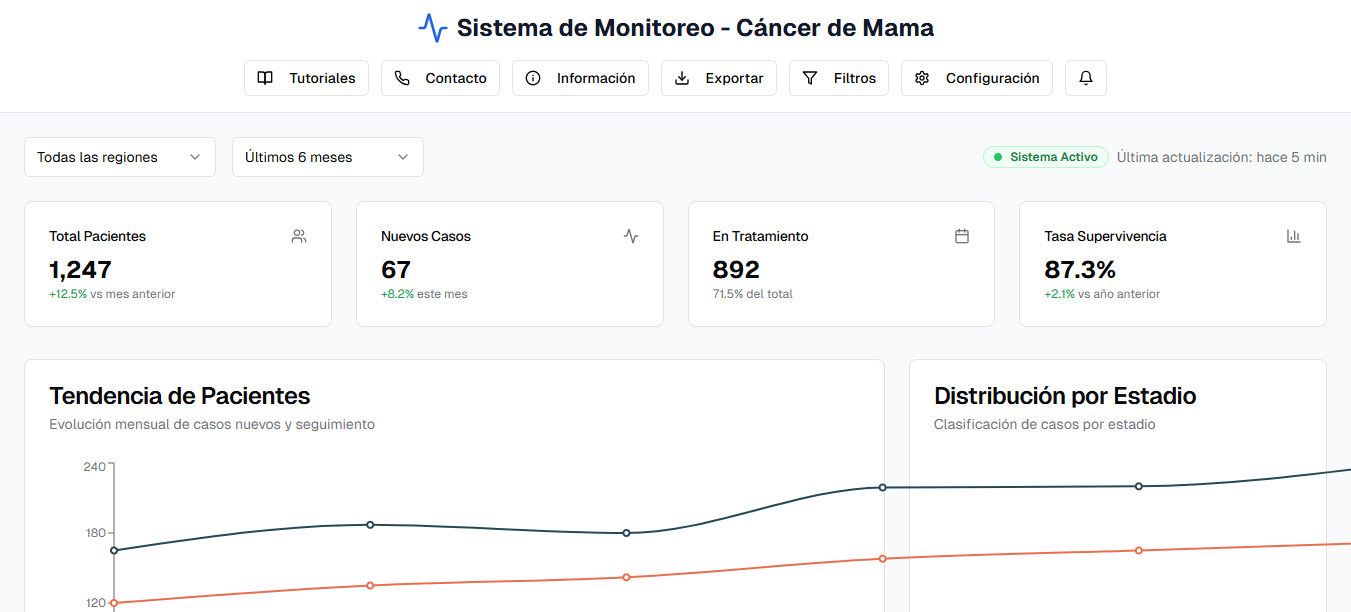 Sistema de Monitoreo - Cáncer de Mama
Tutoriales
Contacto
Información
Exportar
Filtros
Configuración
Todas las regiones
Últimos 6 meses
Sistema Activo
Última actualización: hace 5 min
Total Pacientes
1,247
+12.5% vs mes anterior
Nuevos Casos
67
+8.2% este mes
En Tratamiento
892
71.5% del total
Tasa Supervivencia
87.3%
+2.1% vs año anterior
Tendencia de Pacientes
Evolución mensual de casos nuevos y seguimiento
240
180
120
Distribución por Estadio
Clasificación de casos por estadio